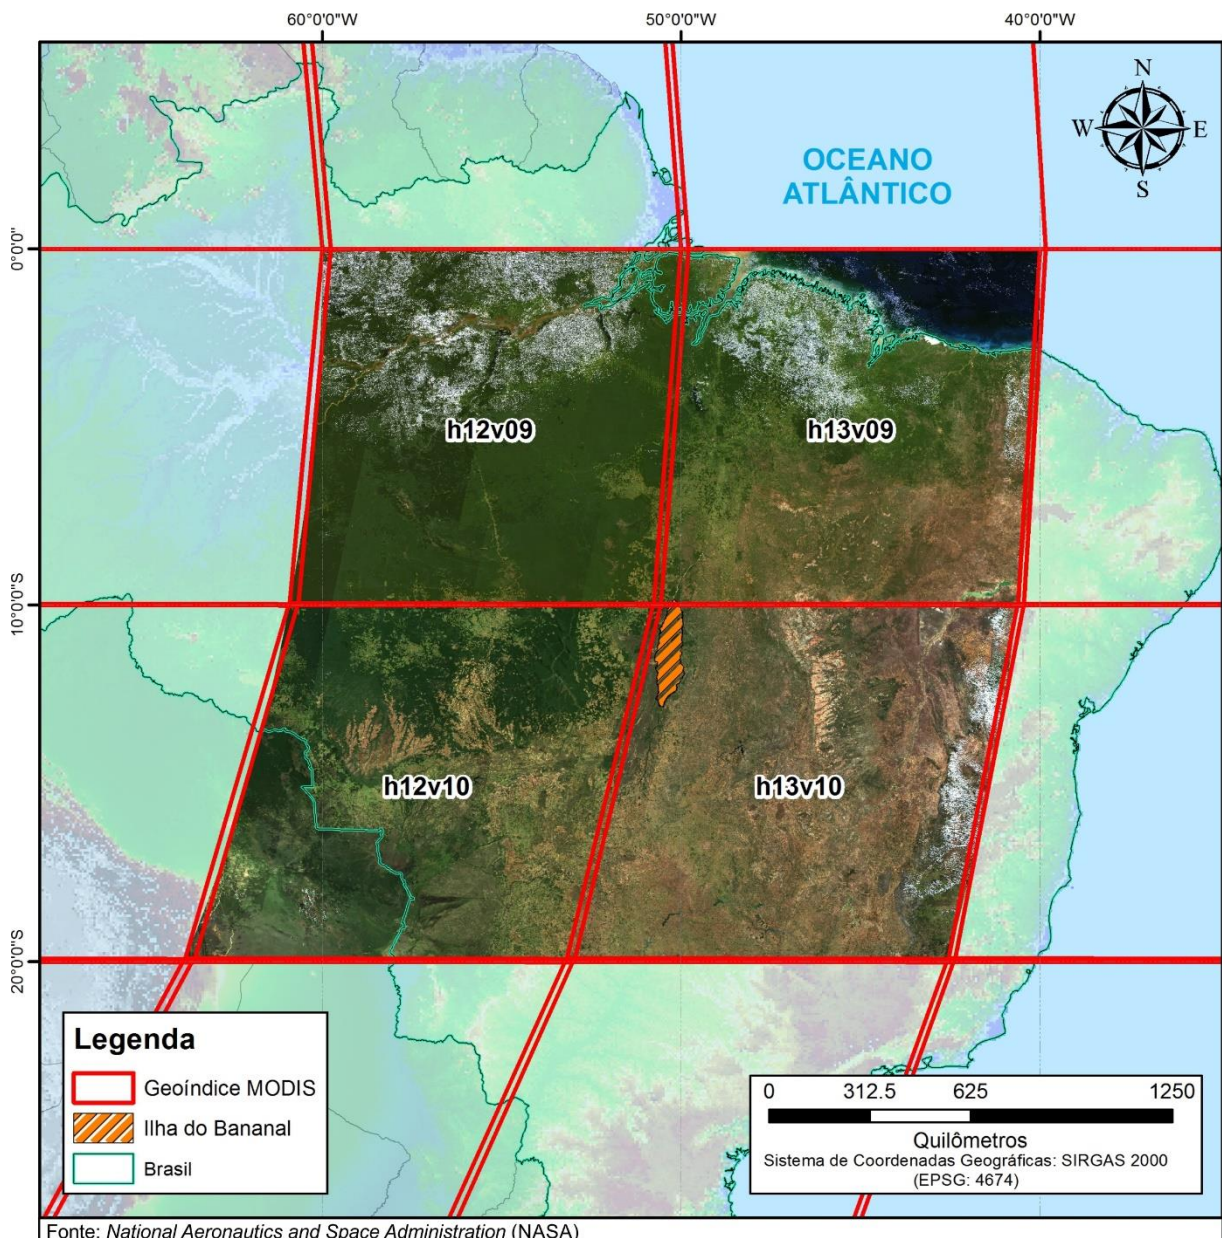 60°0'0"W
50°0'0"W
40°0'0"W
N
W
E
S
OCEANO
ATLÂNTICO
0°0'0"
h12v09
h13v09
10°0'0"S
h12v10
h13v10
20°0'0"S
Legenda
Geoíndice MODIS
Ilha do Bananal
Brasil
0 312.5 625 1250
Quilômetros
Sistema de Coordenadas Geográficas: SIRGAS 2000
(EPSG: 4674)
Fonte: National Aeronautics and Space Administration (NASA)